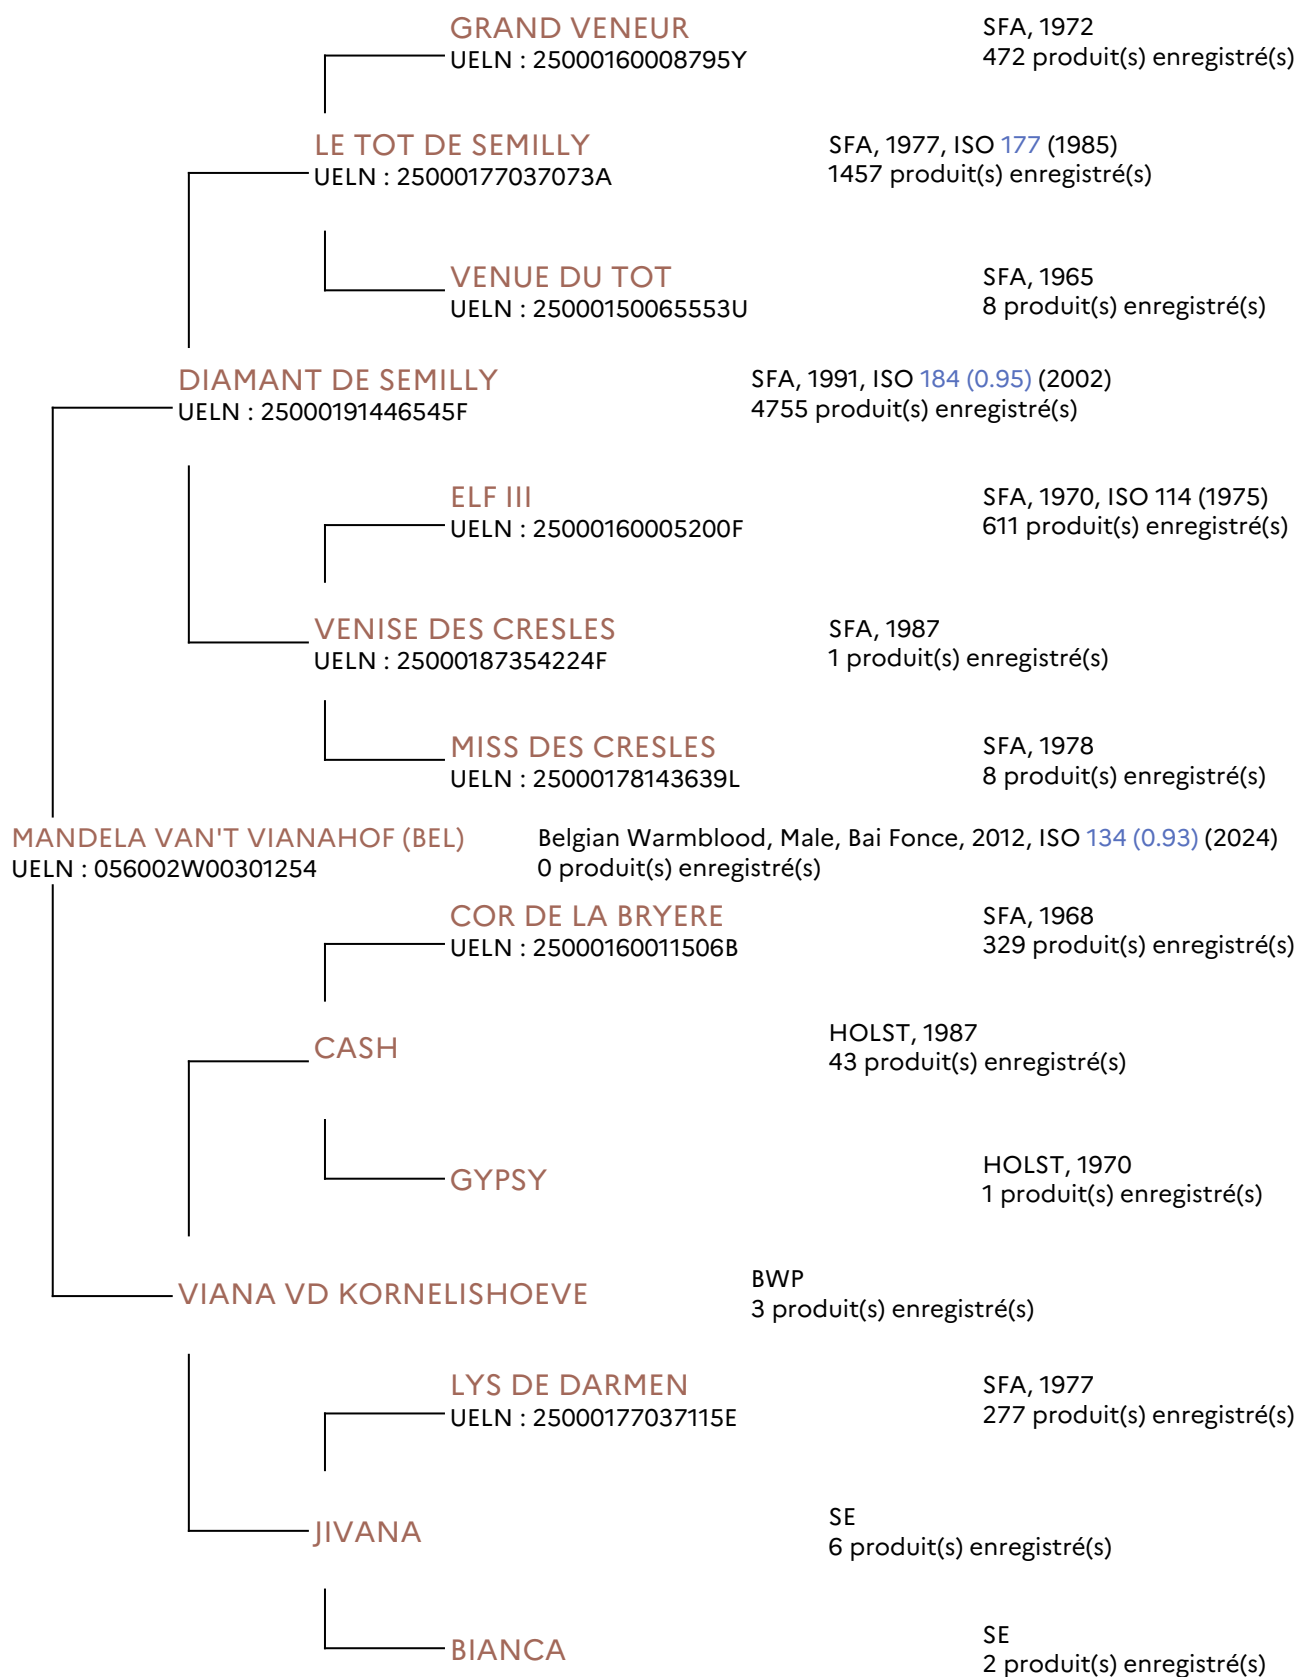 GRAND VENEUR
UELN : 25000160008795Y
SFA, 1972
472 produit(s) enregistré(s)
LE TOT DE SEMILLY
UELN : 25000177037073A
SFA, 1977, ISO 177 (1985)
1457 produit(s) enregistré(s)
VENUE DU TOT
UELN : 25000150065553U
SFA, 1965
8 produit(s) enregistré(s)
DIAMANT DE SEMILLY
UELN : 25000191446545F
SFA, 1991, ISO 184 (0.95) (2002)
4755 produit(s) enregistré(s)
ELF III
UELN : 25000160005200F
SFA, 1970, ISO 114 (1975)
611 produit(s) enregistré(s)
VENISE DES CRESLES
UELN : 25000187354224F
SFA, 1987
1 produit(s) enregistré(s)
MISS DES CRESLES
UELN : 25000178143639L
SFA, 1978
8 produit(s) enregistré(s)
MANDELA VAN'T VIANAHOF (BEL)
UELN : 056002W00301254
Belgian Warmblood, Male, Bai Fonce, 2012, ISO 134 (0.93) (2024)
0 produit(s) enregistré(s)
COR DE LA BRYERE
UELN : 25000160011506B
SFA, 1968
329 produit(s) enregistré(s)
CASH
HOLST, 1987
43 produit(s) enregistré(s)
GYPSY
HOLST, 1970
1 produit(s) enregistré(s)
VIANA VD KORNELISHOEVE
BWP
3 produit(s) enregistré(s)
LYS DE DARMEN
UELN : 25000177037115E
SFA, 1977
277 produit(s) enregistré(s)
JIVANA
SE
6 produit(s) enregistré(s)
BIANCA
SE
2 produit(s) enregistré(s)